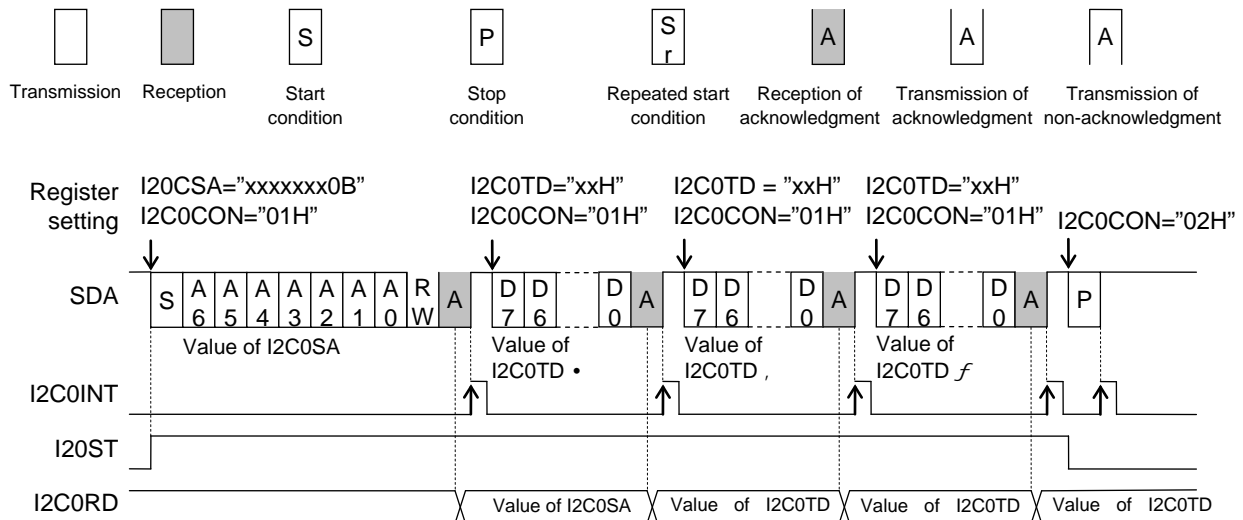 S
P
S
r
A
A
A
Transmission
Reception
Start
condition
Stop
condition
Repeated start
condition
Reception of
acknowledgment
Transmission of
acknowledgment
Transmission of
non-acknowledgment
Register
setting
I20CSA="xxxxxxx0B"
I2C0CON="01H"
I2C0TD="xxH"
I2C0CON="01H"
I2C0TD = "xxH"
I2C0CON="01H"
I2C0TD="xxH"
I2C0CON="01H"
I2C0CON="02H"
SDA
S
A
6
A
5
A
4
A
3
A
2
A
1
A
0
R
W
A
D
7
D
6
D
0
A
D
7
D
6
D
0
A
D
7
D
6
D
0
A
P
Value of I2C0SA
Value of
I2C0TD •
Value of
I2C0TD ,
Value of
I2C0TD ƒ
I2C0INT
I20ST
I2C0RD
Value of I2C0SA
Value of I2C0TD
Value of I2C0TD
Value of I2C0TD